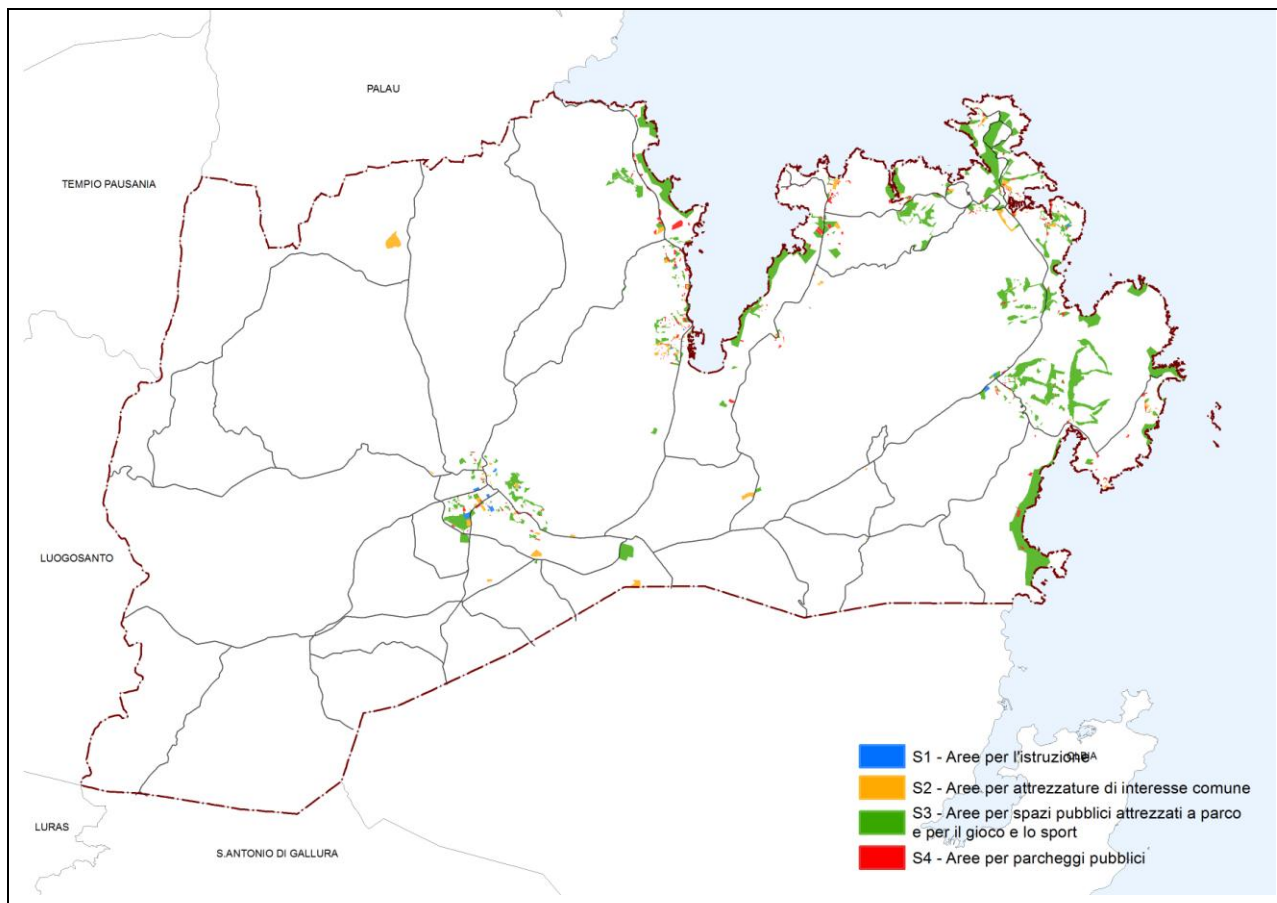 PALAU
TEMPIO PAUSANIA
LUOGOSANTO
LURAS
S.ANTONIO DI GALLURA
OLBIA
S1 - Aree per l'istruzione
S2 - Aree per attrezzature di interesse comune
S3 - Aree per spazi pubblici attrezzati a parco
e per il gioco e lo sport
S4 - Aree per parcheggi pubblici